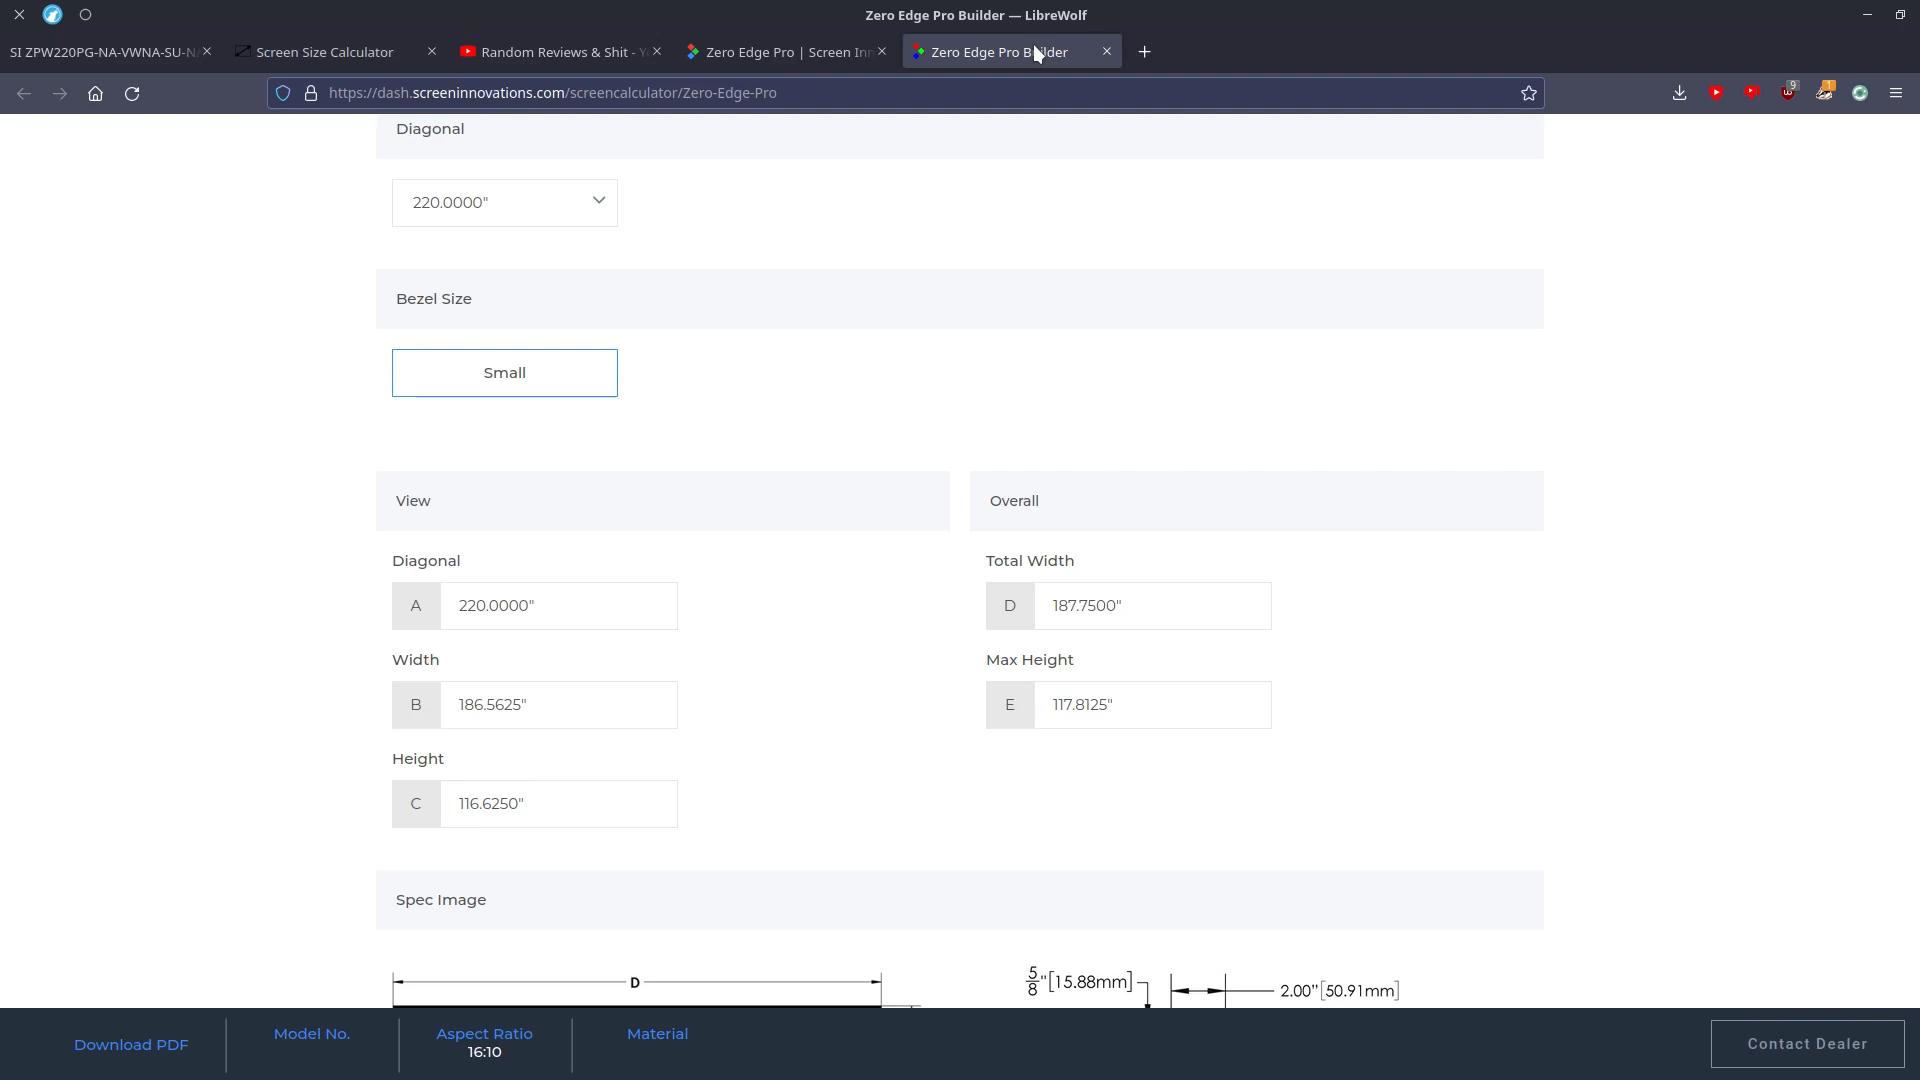 Zero Edge Pro Builder — LibreWolf
SI ZPW220PG-NA-VWNA-SU-N
Screen Size Calculator
Random Reviews & Shit - Y
Zero Edge Pro | Screen Inn
Zero Edge Pro Builder
https://dash.screeninnovations.com/screencalculator/Zero-Edge-Pro
9
1
Diagonal
220.0000"
Bezel Size
Small
View
Overall
Diagonal
Total Width
A 220.0000"
D 187.7500"
Width
Max Height
B 186.5625"
E 117.8125"
Height
C 116.6250"
Spec Image
D
5/8"[15.88mm]
2.00"[50.91mm]
Download PDF
Model No.
Aspect Ratio
16:10
Material
Contact Dealer